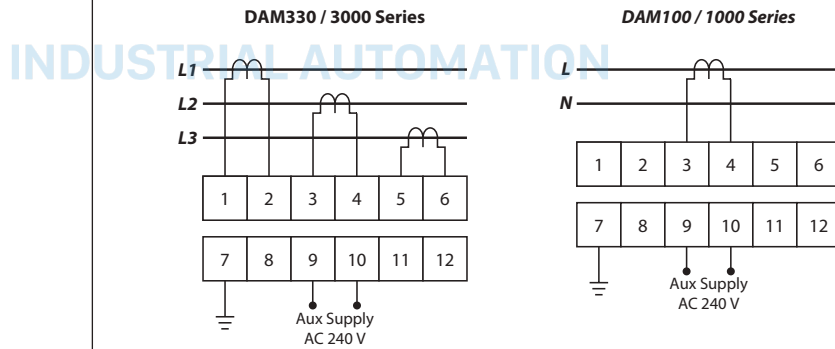 DAM330 / 3000 Series
DAM100 / 1000 Series
INDUSTRIAL AUTOMATION
L1
L2
L3
1 2 3 4 5 6
7 8 9 10 11 12
Aux Supply
AC 240 V
L
N
1 2 3 4 5 6
7 8 9 10 11 12
Aux Supply
AC 240 V